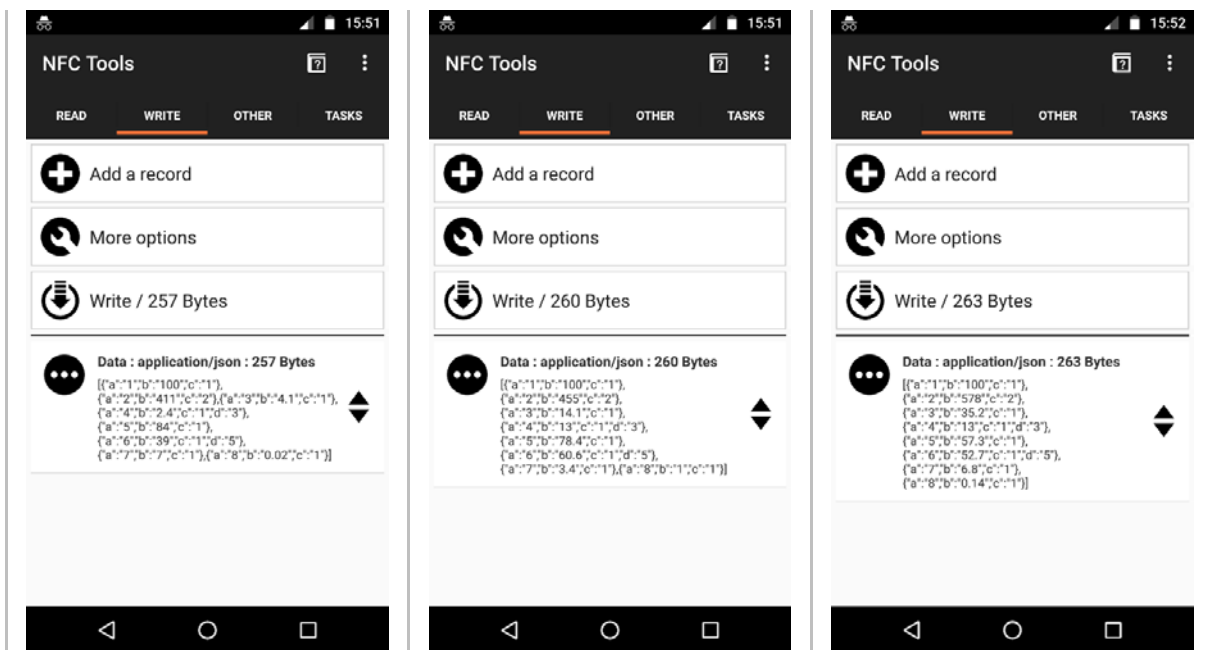 15:51
NFC Tools
READ WRITE OTHER TASKS
Add a record
More options
Write / 257 Bytes
Data : application/json : 257 Bytes
[{"a":"1","b":"100","c":"1"},
{"a":"2","b":"411","c":"2"},{"a":"3","b":"4.1","c":"1"},
{"a":"4","b":"2.4","c":"1","d":"3"},
{"a":"5","b":"84","c":"1"},
{"a":"6","b":"39","c":"1","d":"5"},
{"a":"7","b":"7","c":"1"},{"a":"8","b":"0.02","c":"1"}]
15:51
NFC Tools
READ WRITE OTHER TASKS
Add a record
More options
Write / 260 Bytes
Data : application/json : 260 Bytes
[{"a":"1","b":"100","c":"1"},
{"a":"2","b":"455","c":"2"},
{"a":"3","b":"14.1","c":"1"},
{"a":"4","b":"13","c":"1","d":"3"},
{"a":"5","b":"78.4","c":"1"},
{"a":"6","b":"60.6","c":"1","d":"5"},
{"a":"7","b":"3.4","c":"1"},{"a":"8","b":"1","c":"1"}]
15:52
NFC Tools
READ WRITE OTHER TASKS
Add a record
More options
Write / 263 Bytes
Data : application/json : 263 Bytes
[{"a":"1","b":"100","c":"1"},
{"a":"2","b":"578","c":"2"},
{"a":"3","b":"35.2","c":"1"},
{"a":"4","b":"13","c":"1","d":"3"},
{"a":"5","b":"57.3","c":"1"},
{"a":"6","b":"52.7","c":"1","d":"5"},
{"a":"7","b":"6.8","c":"1"},
{"a":"8","b":"0.14","c":"1"}]